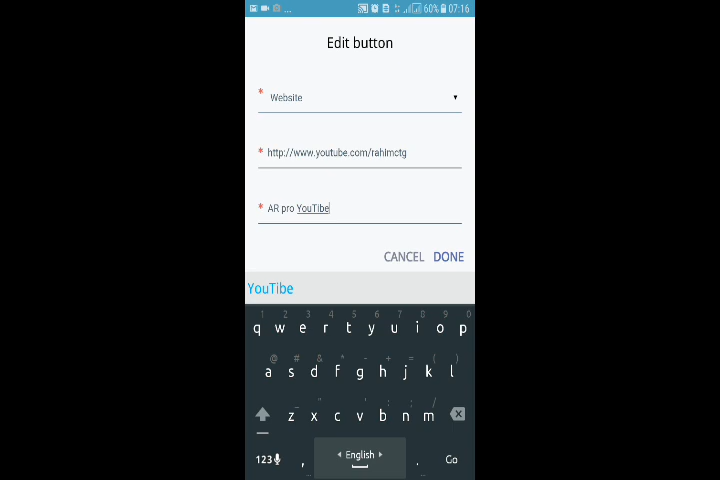 ... 60% 07:16
Edit button
* Website
* http://www.youtube.com/rahimctg
* AR pro YouTibe
CANCEL DONE
YouTibe
1 2 3 4 5 6 7 8 9 0
q w e r t y u i o p
@ # & * - + = ( )
a s d f g h j k l
_ " ' : ; /
z x c v b n m
123 , English . Go